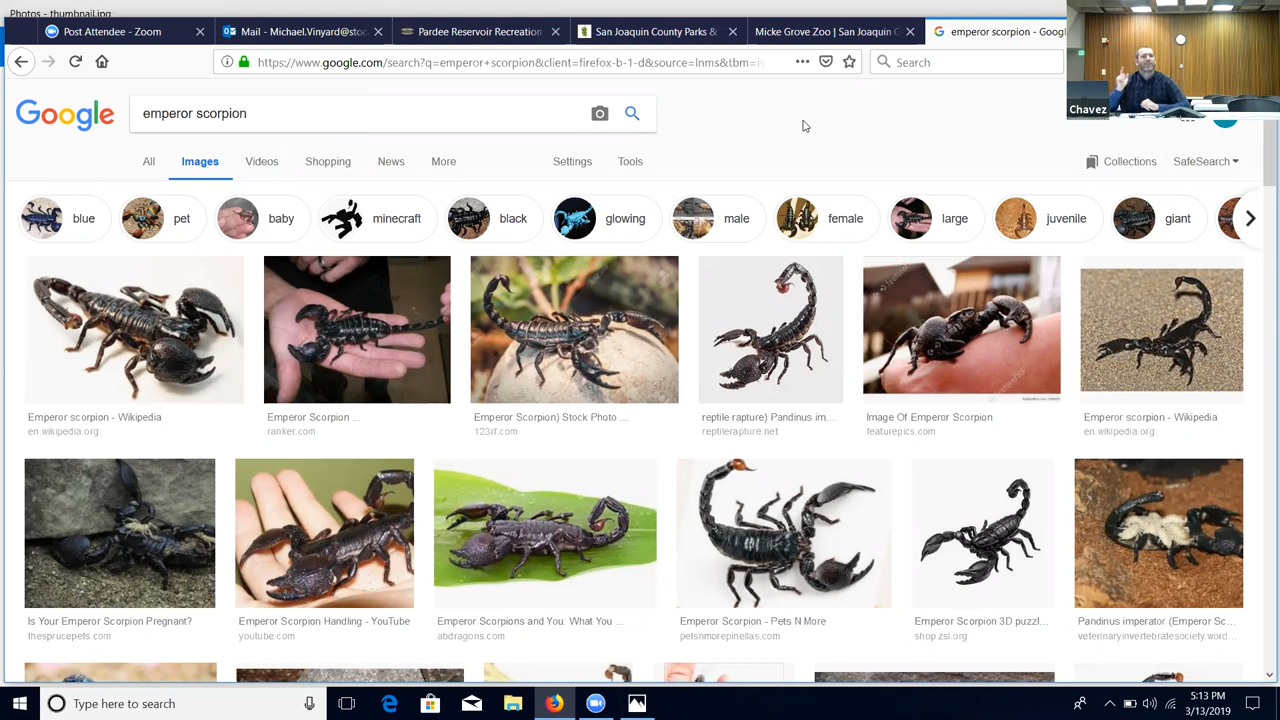 Photos - thumbnail.jpg
Post Attendee - Zoom
Mail - Michael.Vinyard@stoc
Pardee Reservoir Recreation
San Joaquin County Parks &
Micke Grove Zoo | San Joaquin C
emperor scorpion - Googl
https://www.google.com/search?q=emperor+scorpion&client=firefox-b-1-d&source=lnms&tbm=is
Search
Chavez
Google
emperor scorpion
All
Images
Videos
Shopping
News
More
Settings
Tools
Collections
SafeSearch
blue
pet
baby
minecraft
black
glowing
male
female
large
juvenile
giant
Emperor scorpion - Wikipedia
en.wikipedia.org
Emperor Scorpion ...
ranker.com
Emperor Scorpion) Stock Photo ...
123rf.com
reptile rapture) Pandinus im...
reptilerapture.net
Image Of Emperor Scorpion
featurepics.com
Emperor scorpion - Wikipedia
en.wikipedia.org
Is Your Emperor Scorpion Pregnant?
thesprucepets.com
Emperor Scorpion Handling - YouTube
youtube.com
Emperor Scorpions and You: What You ...
abdragons.com
Emperor Scorpion - Pets N More
petsnmorepinellas.com
Emperor Scorpion 3D puzzl...
shop.zsl.org
Pandinus imperator (Emperor Sc...
veterinaryinvertebratesociety.word...
Type here to search
5:13 PM
3/13/2019